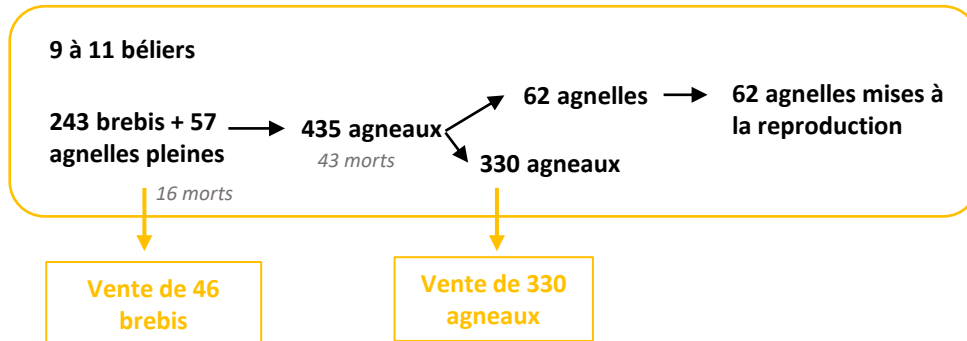 9 à 11 béliers
243 brebis + 57
agnelles pleines
16 morts
435 agneaux
43 morts
62 agnelles
330 agneaux
62 agnelles mises à
la reproduction
Vente de 46
brebis
Vente de 330
agneaux